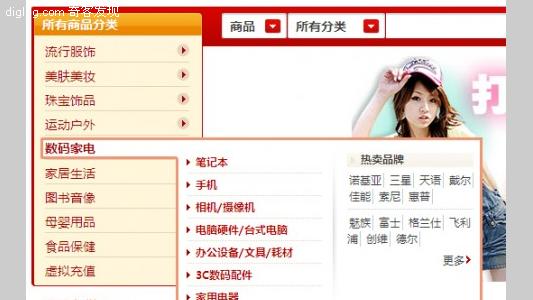 diglog.com 奇客发现
所有商品分类
商品 所有分类
流行服饰
美肤美妆
珠宝饰品
运动户外
数码家电
家居生活
图书音像
母婴用品
食品保健
虚拟充值
笔记本
手机
相机/摄像机
电脑硬件/台式电脑
办公设备/文具/耗材
3C数码配件
家用电器
热卖品牌
诺基亚 三星 天语 戴尔
佳能 索尼 惠普
魅族 富士 格兰仕 飞利
浦 创维 德尔
更多
打